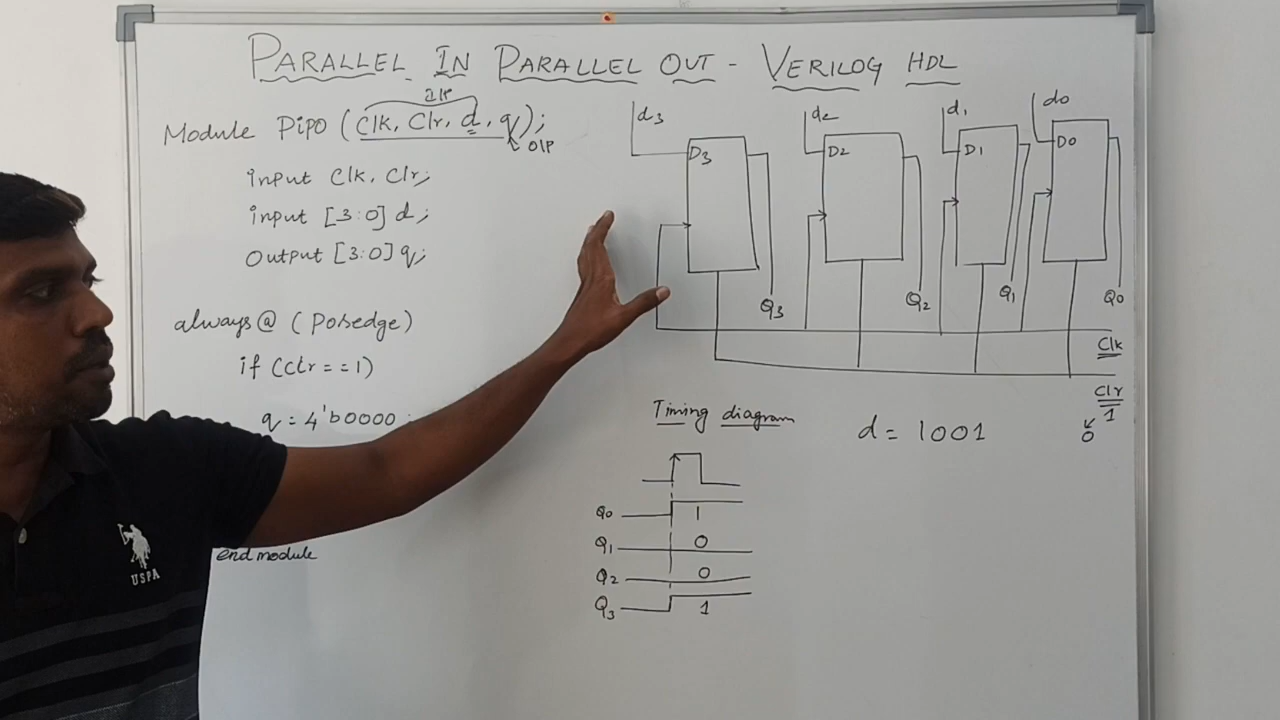 PARALLEL IN PARALLEL OUT - VERILOG HDL
I/P
Module PiPO (Clk, Clr, d, q);
O/P
input Clk, Clr;
input [3:0] d;
Output [3:0] q;
always@ (Posedge)
if (Clr==1)
q = 4'b0000;
end module
d3
d2
d1
d0
D3
D2
D1
D0
Q3
Q2
Q1
Q0
Clk
Clr
1
0
Timing diagram
d = 1001
Q0 1
Q1 0
Q2 0
Q3 1
USPA